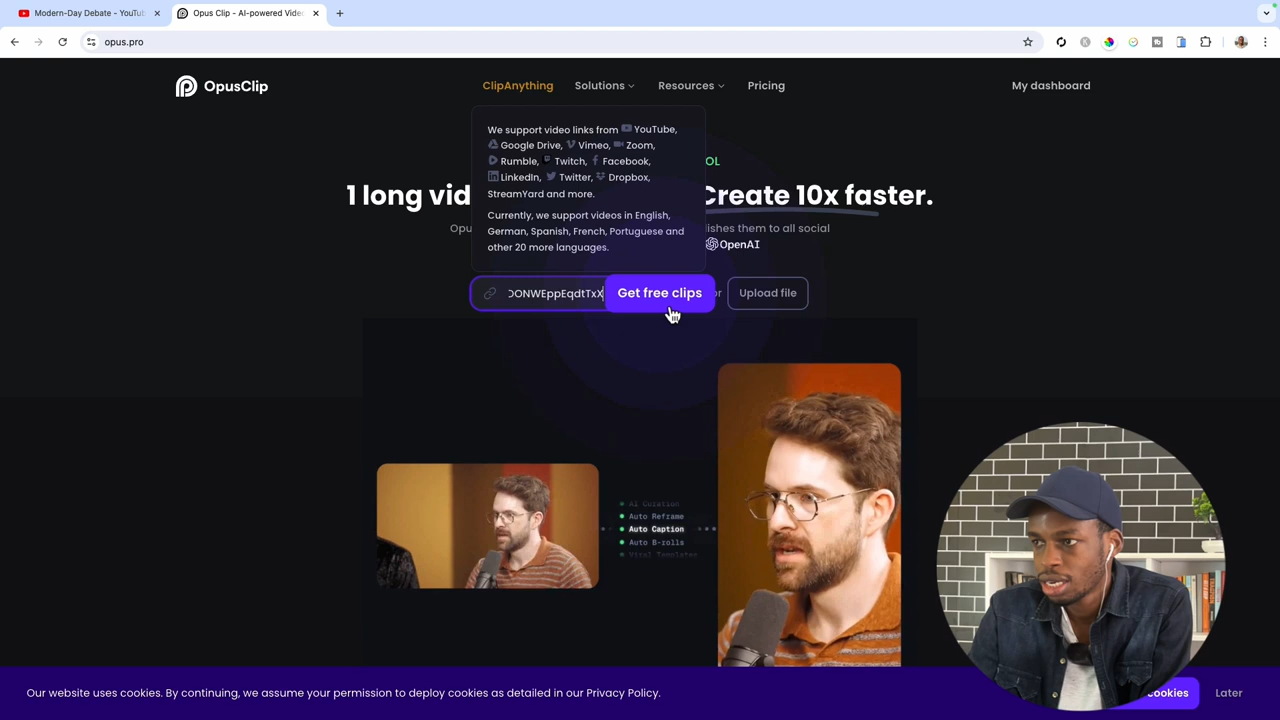 Modern-Day Debate - YouTu
Opus Clip - AI-powered Vide
opus.pro
OpusClip
ClipAnything
Solutions
Resources
Pricing
My dashboard
We support video links from YouTube,
Google Drive, Vimeo, Zoom,
Rumble, Twitch, Facebook,
LinkedIn, Twitter, Dropbox,
StreamYard and more.
Currently, we support videos in English,
German, Spanish, French, Portuguese and
other 20 more languages.
OL
1 long vid Create 10x faster.
Opu lishes them to all social
OpenAI
OONWEppEqdtTxX
Get free clips
or
Upload file
AI Curation
Auto Reframe
Auto Caption
Auto B-rolls
Viral Templates
Our website uses cookies. By continuing, we assume your permission to deploy cookies as detailed in our Privacy Policy.
cookies
Later